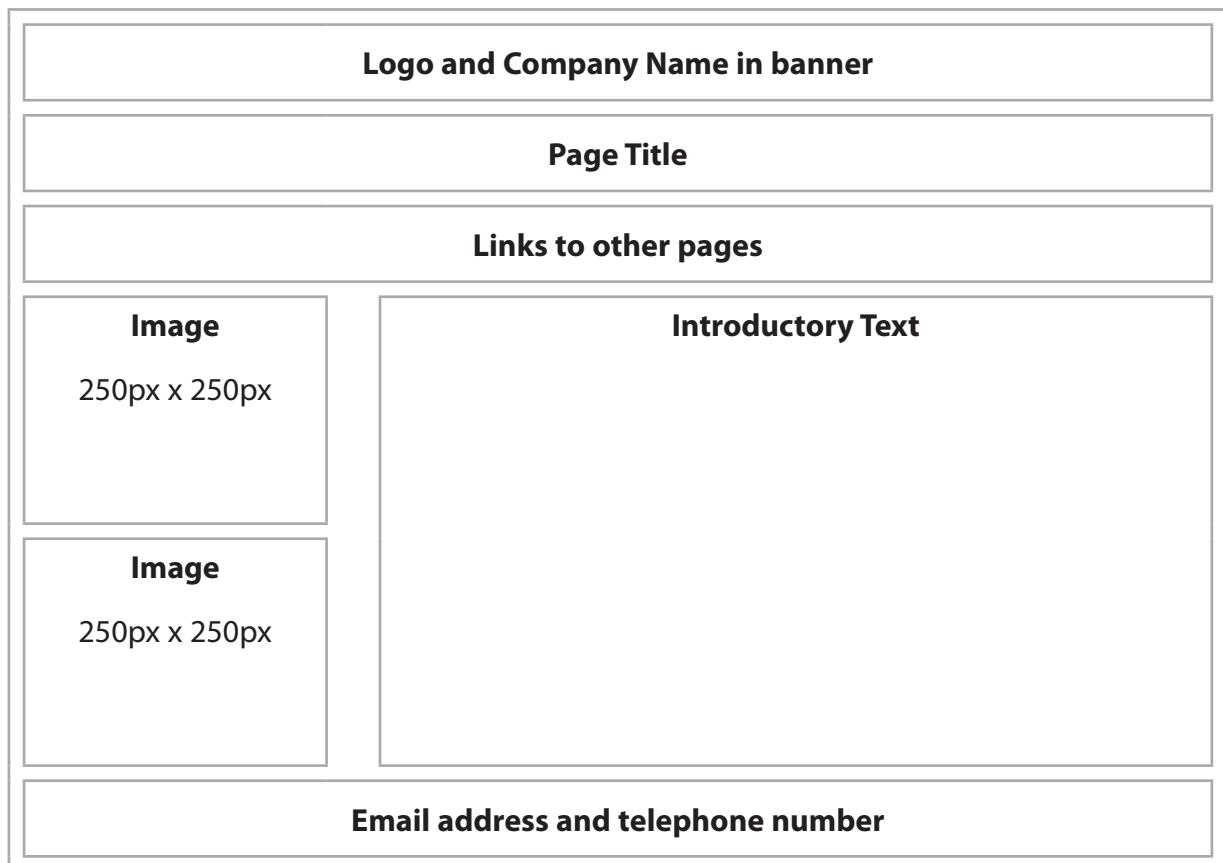 Logo and Company Name in banner
Page Title
Links to other pages
Image
250px x 250px
Introductory Text
Image
250px x 250px
Email address and telephone number